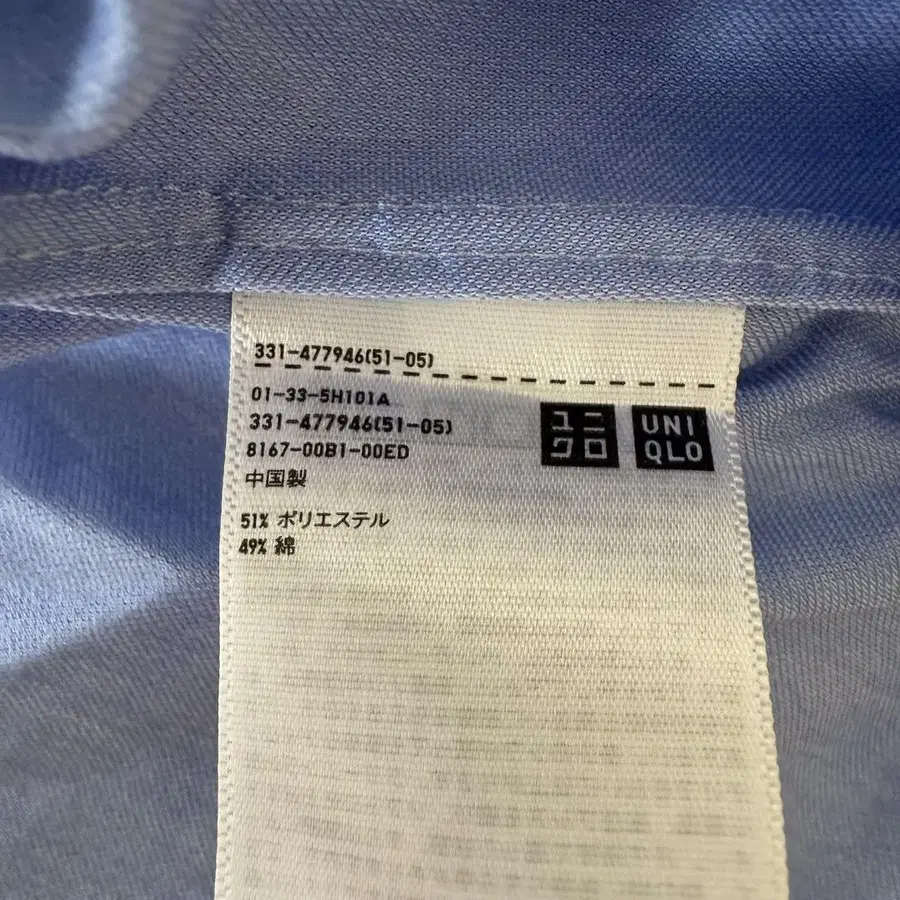 331-477946(51-05)
01-33-5H101A
331-477946(51-05)
8167-00B1-00ED
中国製
51% ポリエステル
49% 綿
ユニ
クロ
UNI
QLO